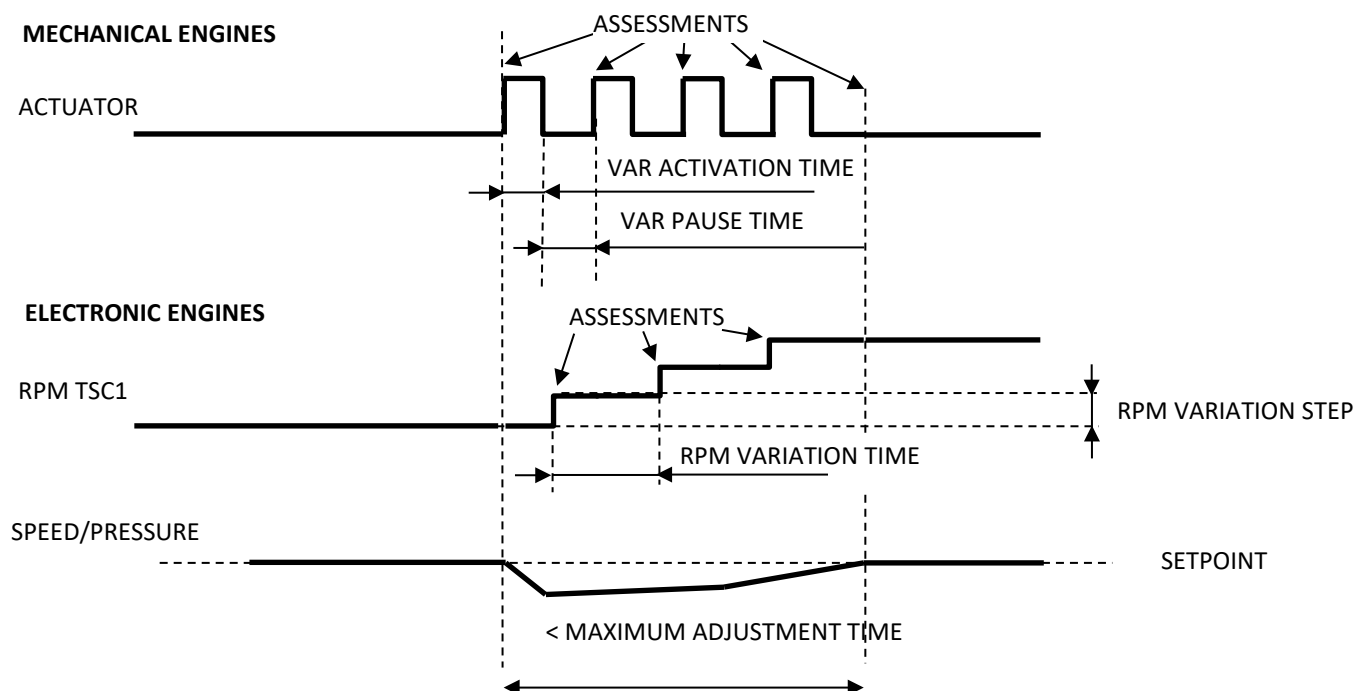 ASSESSMENTS
MECHANICAL ENGINES
ACTUATOR
VAR ACTIVATION TIME
VAR PAUSE TIME
ELECTRONIC ENGINES
ASSESSMENTS
RPM TSC1
RPM VARIATION STEP
RPM VARIATION TIME
SPEED/PRESSURE
SETPOINT
< MAXIMUM ADJUSTMENT TIME